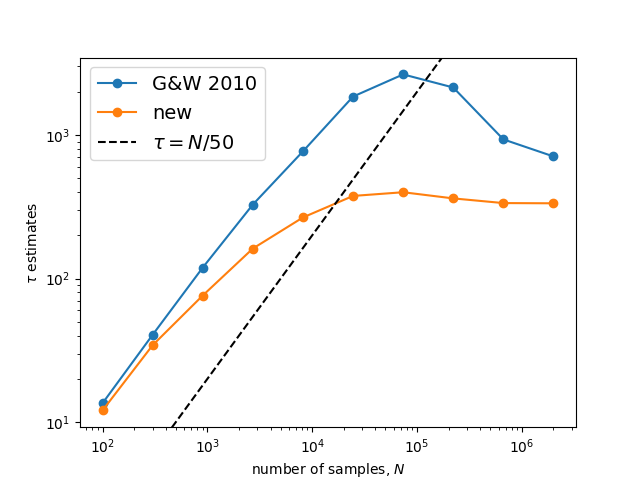 G&W 2010
new
τ = N/50
10³
10²
10¹
τ estimates
10² 10³ 10⁴ 10⁵ 10⁶
number of samples, N